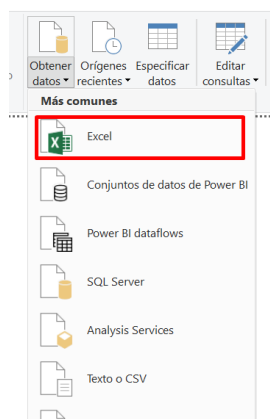 Obtener Orígenes Especificar Editar
datos recientes datos consultas
Más comunes
Excel
Conjuntos de datos de Power BI
Power BI dataflows
SQL Server
Analysis Services
Texto o CSV